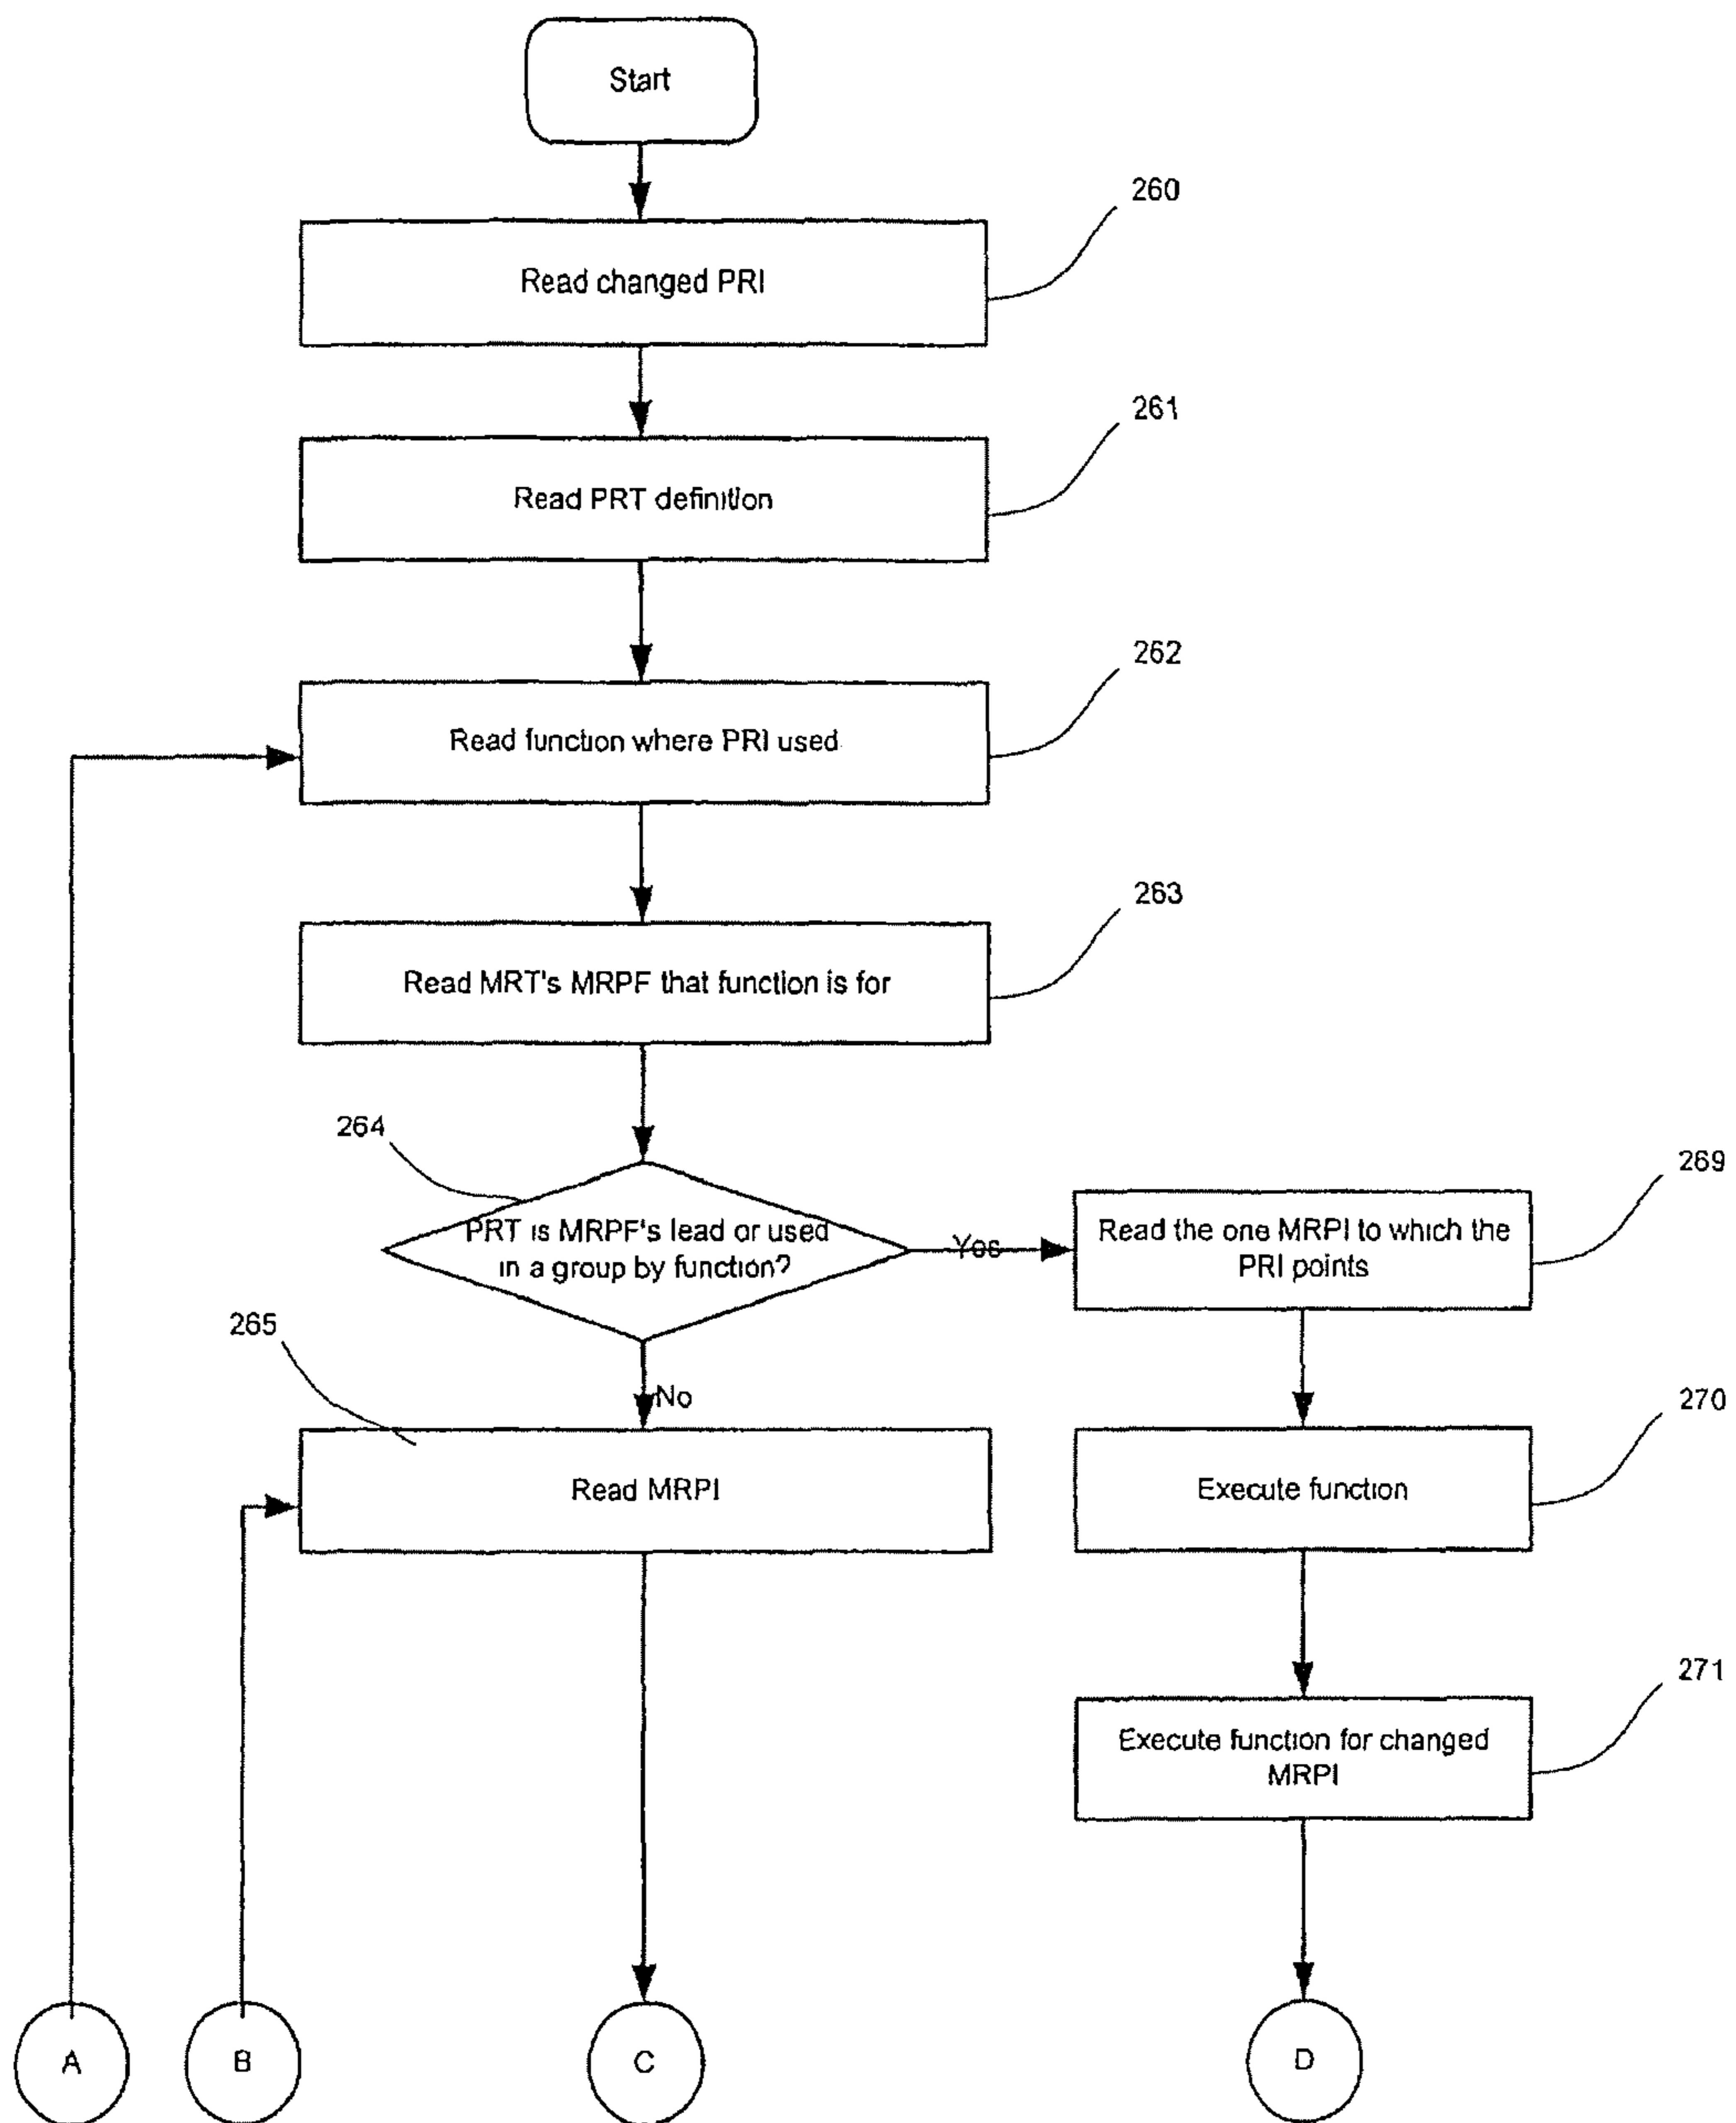 Start
260
Read changed PRI
261
Read PRT definition
262
Read function where PRI used
263
Read MRT's MRPF that function is for
264
PRT is MRPF's lead or used
in a group by function?
Yes
269
Read the one MRPI to which the
PRI points
265
No
Read MRPI
270
Execute function
271
Execute function for changed
MRPI
A
B
C
D